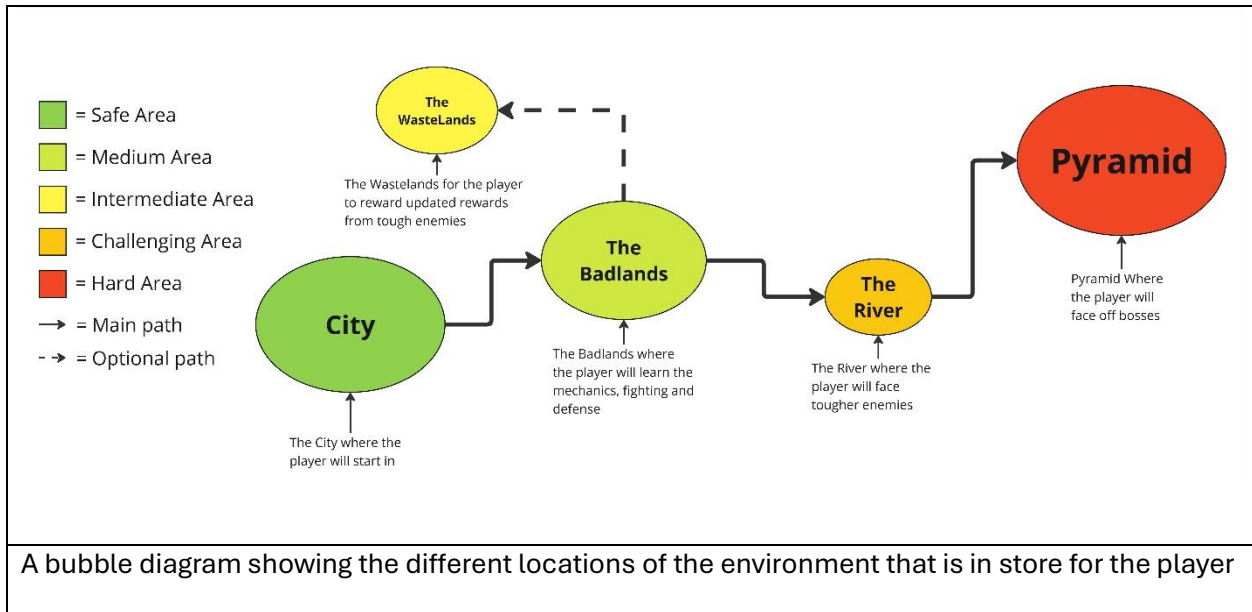 = Safe Area
= Medium Area
= Intermediate Area
= Challenging Area
= Hard Area
= Main path
= Optional path
The
WasteLands
The Wastelands for the player
to reward updated rewards
from tough enemies
City
The City where the
player will start in
The
Badlands
The Badlands where
the player will learn the
mechanics, fighting and
defense
The
River
The River where the
player will face
tougher enemies
Pyramid
Pyramid Where
the player will
face off bosses
A bubble diagram showing the different locations of the environment that is in store for the player